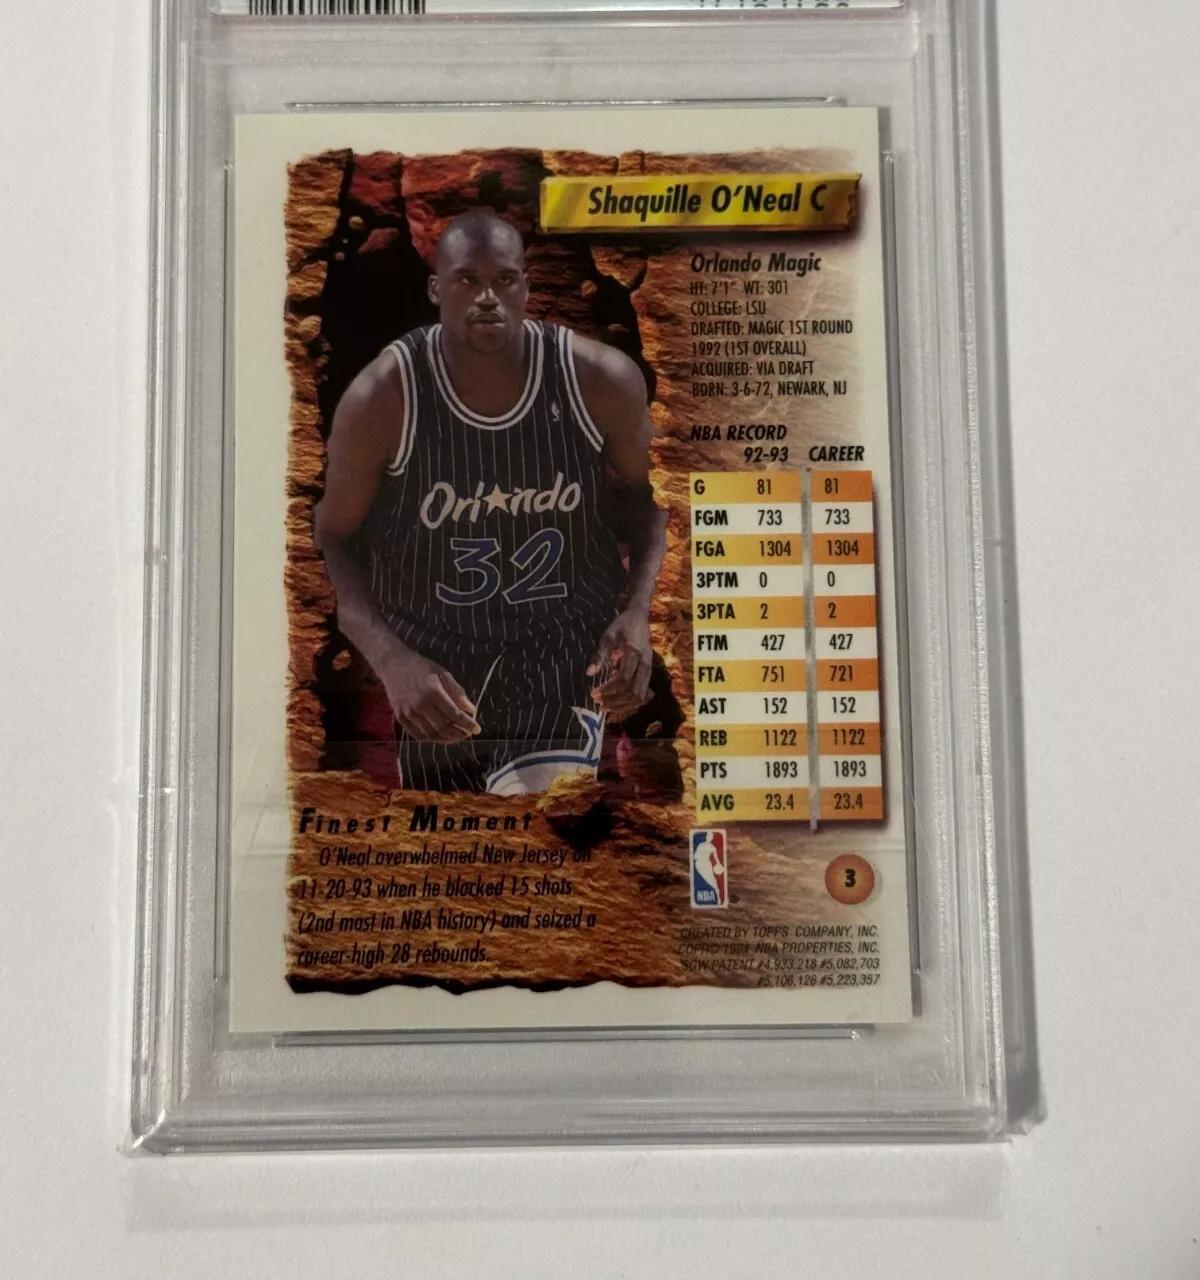 Shaquille O'Neal C
Orlando Magic
HT: 7'1" WT: 301
COLLEGE: LSU
DRAFTED: MAGIC 1ST ROUND
1992 (1ST OVERALL)
ACQUIRED: VIA DRAFT
BORN: 3-6-72, NEWARK, NJ
Orlando
32
NBA RECORD
92-93 CAREER
G 81 81
FGM 733 733
FGA 1304 1304
3PTM 0 0
3PTA 2 2
FTM 427 427
FTA 751 721
AST 152 152
REB 1122 1122
PTS 1893 1893
AVG 23.4 23.4
Finest Moment
O'Neal overwhelmed New Jersey on
11-20-93 when he blocked 15 shots
(2nd most in NBA history) and seized a
career-high 28 rebounds.
NBA
3
CREATED BY TOPPS COMPANY, INC.
COPR© 1994 NBA PROPERTIES, INC.
SGW PATENT #4,933,218 #5,082,703
#5,106,126 #5,223,357